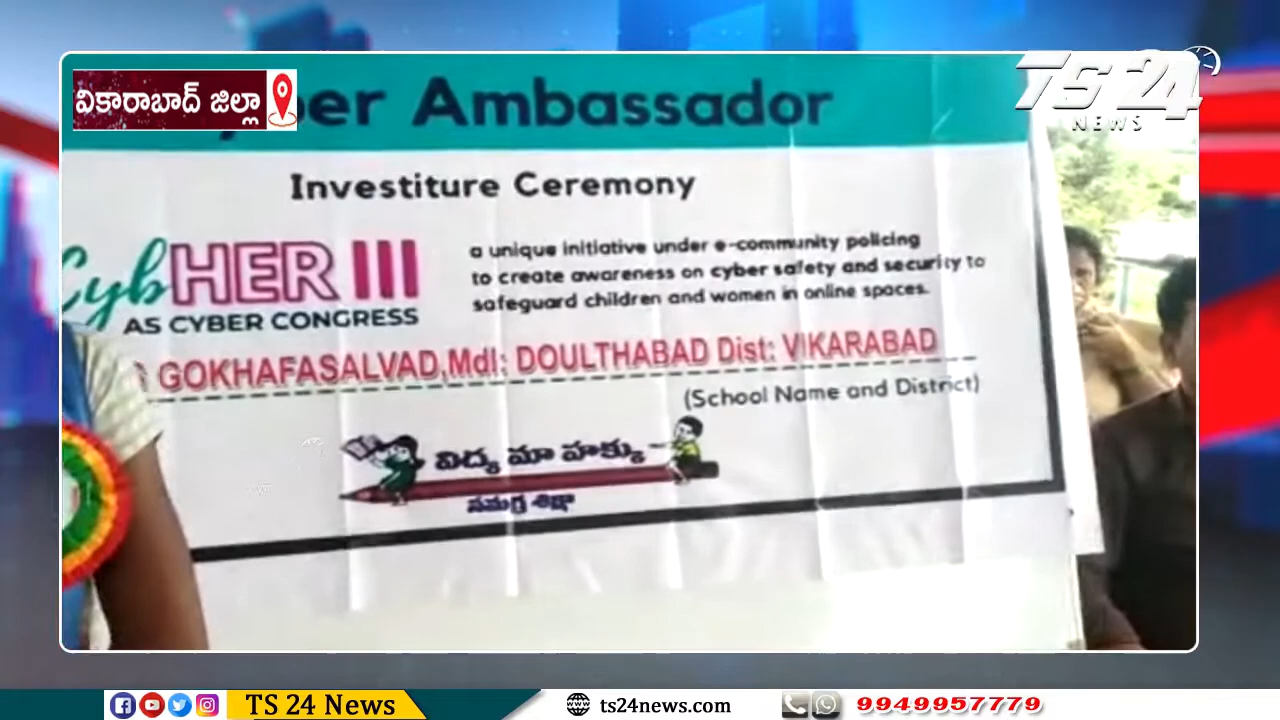 వికారాబాద్ జిల్లా
TS 24
NEWS
Ambassador
Investiture Ceremony
CybHER III
AS CYBER CONGRESS
a unique initiative under e-community policing
to create awareness on cyber safety and security to
safeguard children and women in online spaces.
GOKHAFASALVAD,Mdl: DOULTHABAD Dist: VIKARABAD
(School Name and District)
విద్య మా హక్కు
సమగ్ర శిక్షా
TS 24 News
ts24news.com
9949957779